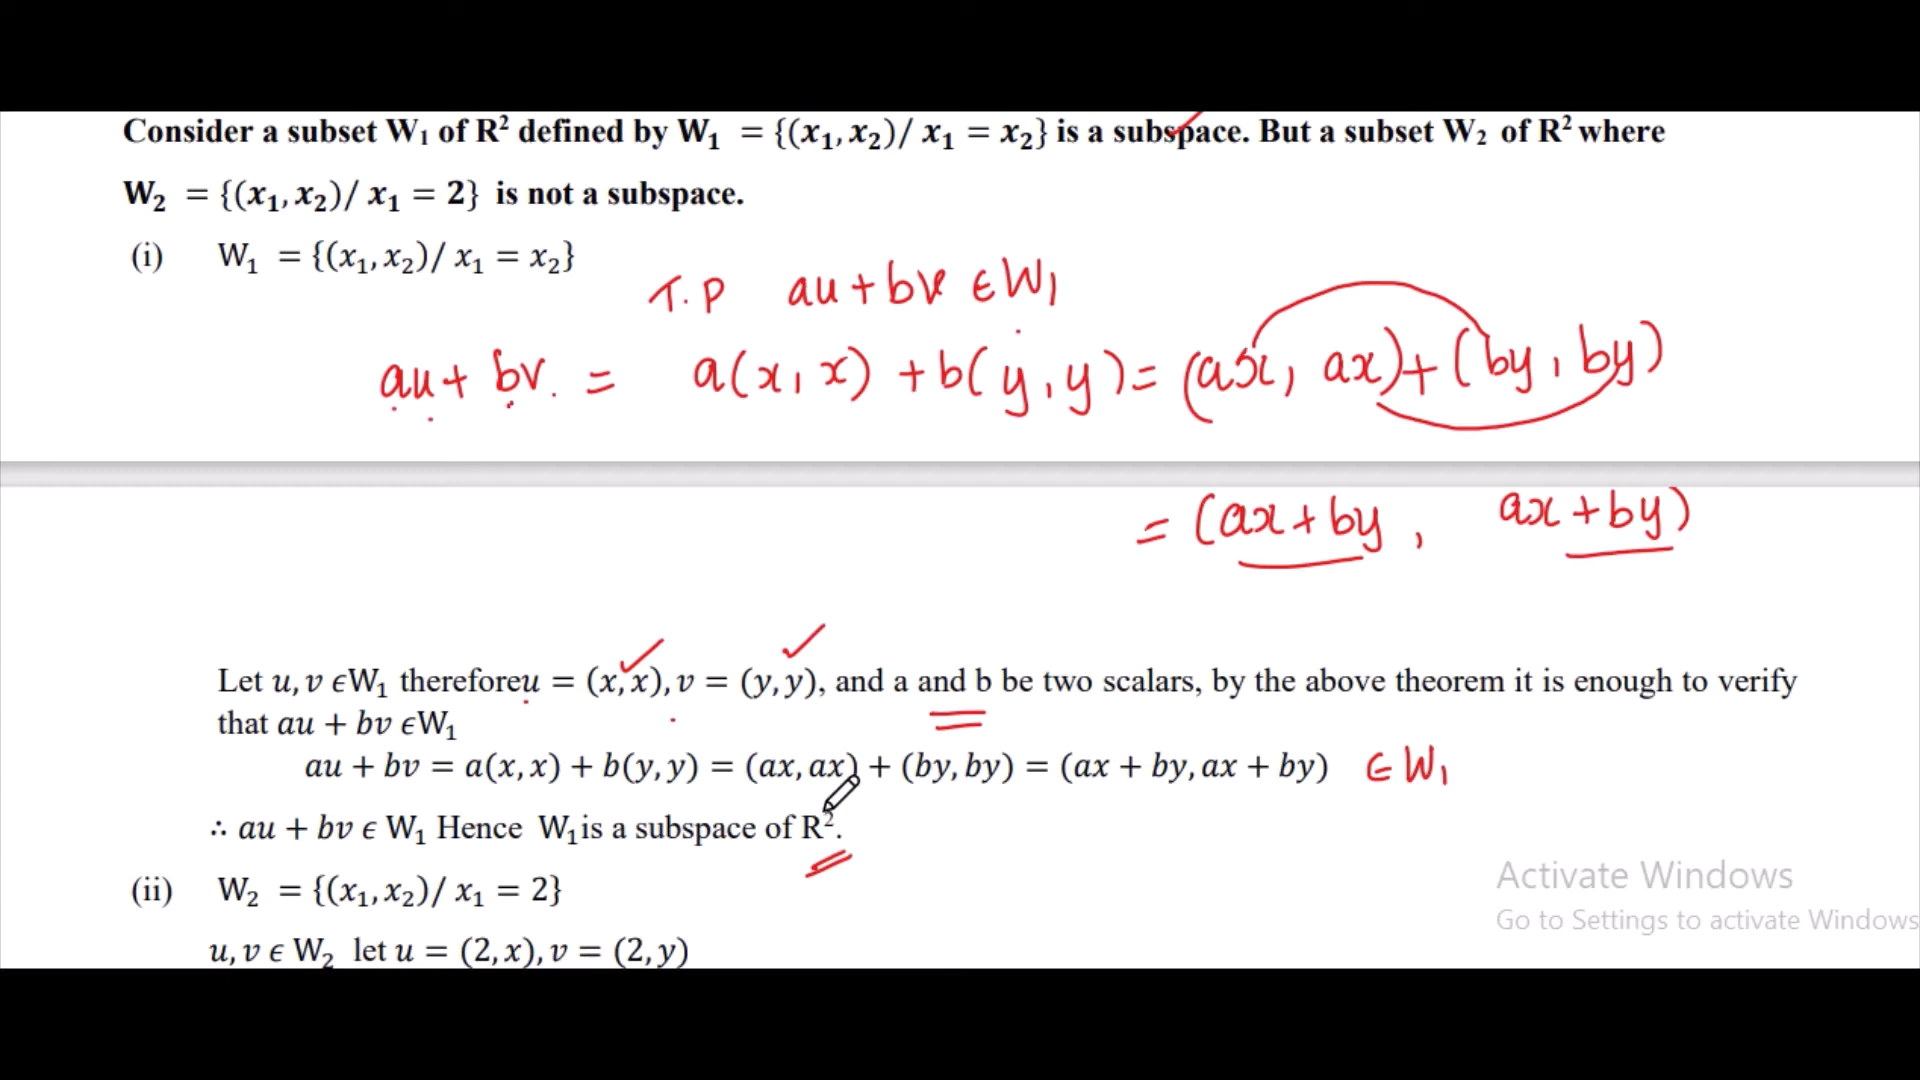 Consider a subset W₁ of R² defined by W₁ = {(x₁, x₂)/ x₁ = x₂} is a subspace. But a subset W₂ of R² where
W₂ = {(x₁, x₂)/ x₁ = 2} is not a subspace.
(i) W₁ = {(x₁, x₂)/ x₁ = x₂}
T.P au + bv ∈ W₁
au + bv. = a(x, x) + b(y, y) = (ax, ax) + (by, by)
= (ax + by, ax + by)
Let u, v ϵW₁ thereforeu = (x, x), v = (y, y), and a and b be two scalars, by the above theorem it is enough to verify
that au + bv ϵW₁
au + bv = a(x, x) + b(y, y) = (ax, ax) + (by, by) = (ax + by, ax + by) ∈ W₁
∴ au + bv ϵ W₁ Hence W₁is a subspace of R².
(ii) W₂ = {(x₁, x₂)/ x₁ = 2}
u, v ϵ W₂ let u = (2, x), v = (2, y)
Activate Windows
Go to Settings to activate Windows